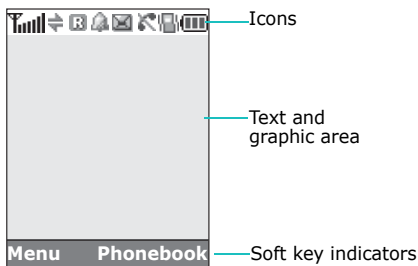 R
Icons
Text and
graphic area
Menu Phonebook
Soft key indicators